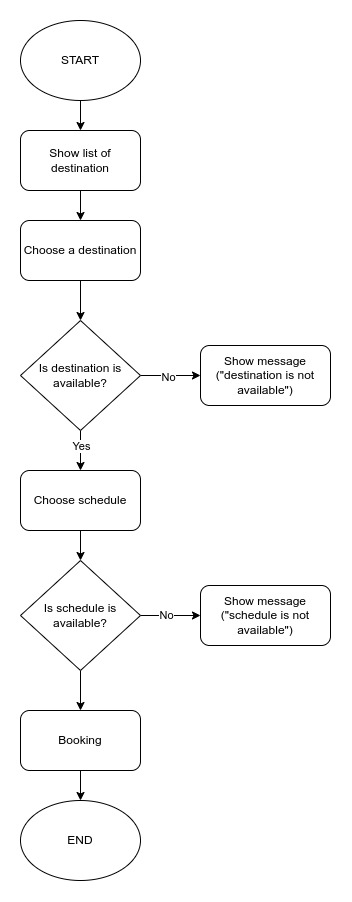 START
Show list of
destination
Choose a destination
Is destination is
available?
No
Show message
("destination is not
available")
Yes
Choose schedule
Is schedule is
available?
No
Show message
("schedule is not
available")
Booking
END